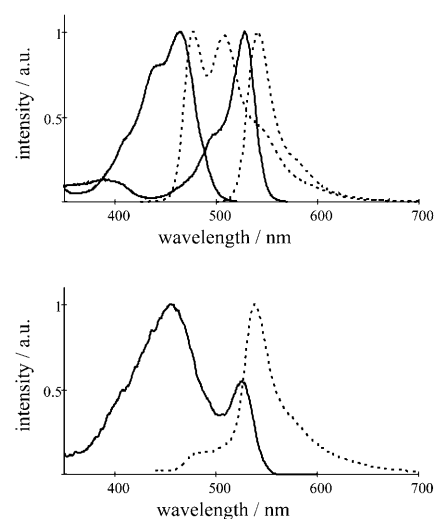 intensity / a.u.
1
0.5
400 500 600 700
wavelength / nm
intensity / a.u.
1
0.5
400 500 600 700
wavelength / nm